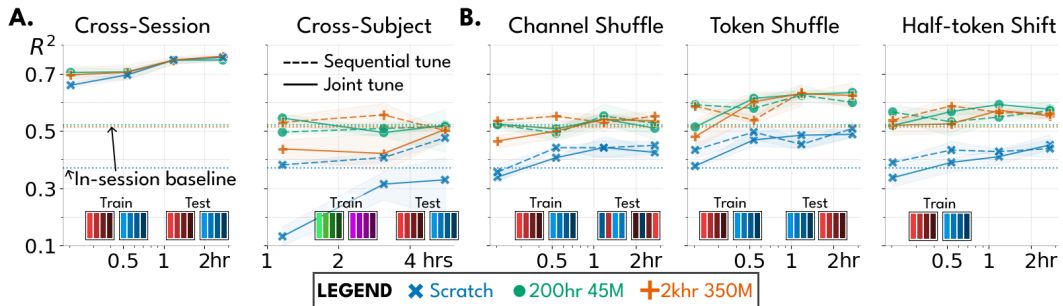 A.
Cross-Session
Cross-Subject
B.
Channel Shuffle
Token Shuffle
Half-token Shift
R²
0.7
0.5
0.3
0.1
Sequential tune
Joint tune
In-session baseline
Train
Test
Train
Test
Train
Test
Train
Test
Train
0.5
1
2hr
1
2
4 hrs
0.5
1
2hr
0.5
1
2hr
0.5
1
2hr
LEGEND
Scratch
200hr 45M
2khr 350M